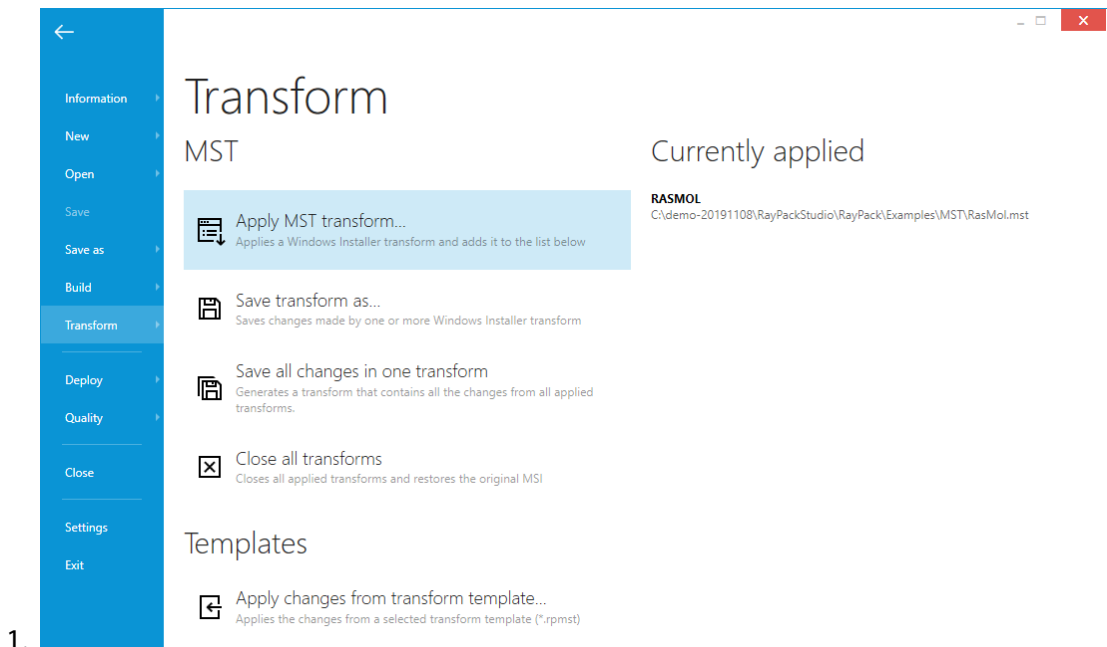 Information
New
Open
Save
Save as
Build
Transform
Deploy
Quality
Close
Settings
Exit
Transform
MST
Apply MST transform...
Applies a Windows Installer transform and adds it to the list below
Save transform as...
Saves changes made by one or more Windows Installer transform
Save all changes in one transform
Generates a transform that contains all the changes from all applied
transforms.
Close all transforms
Closes all applied transforms and restores the original MSI
Templates
Apply changes from transform template...
Applies the changes from a selected transform template (*.rpmst)
Currently applied
RASMOL
C:\demo-20191108\RayPackStudio\RayPack\Examples\MST\RasMol.mst
1.